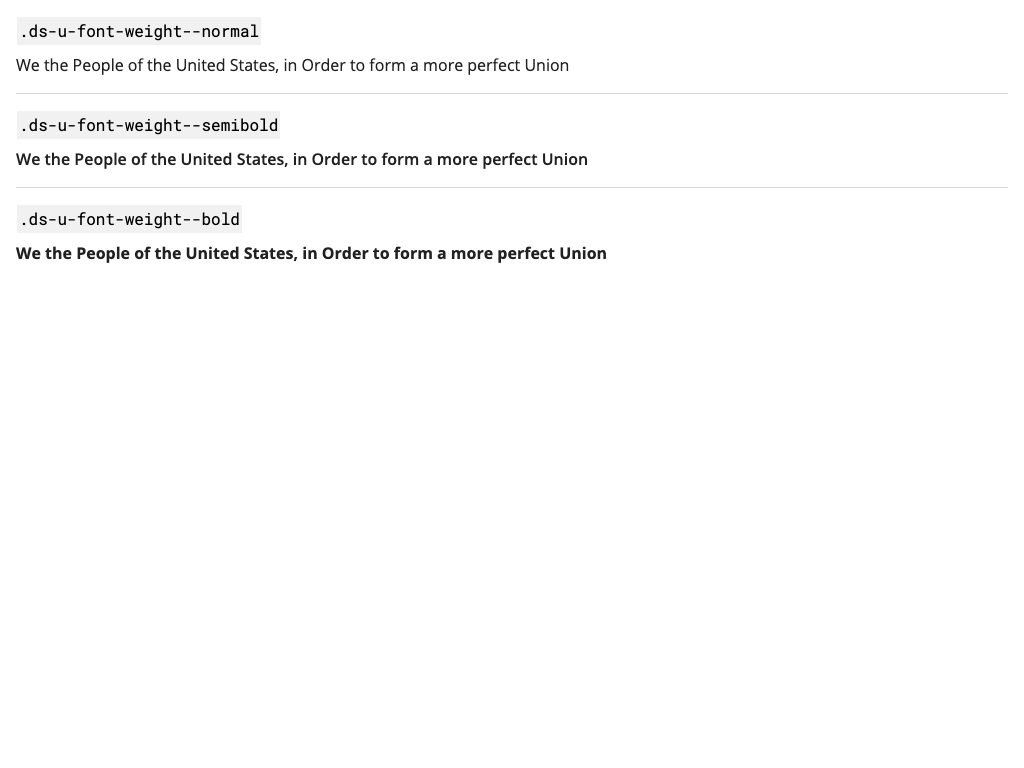 .ds-u-font-weight--normal
We the People of the United States, in Order to form a more perfect Union
.ds-u-font-weight--semibold
We the People of the United States, in Order to form a more perfect Union
.ds-u-font-weight--bold
We the People of the United States, in Order to form a more perfect Union